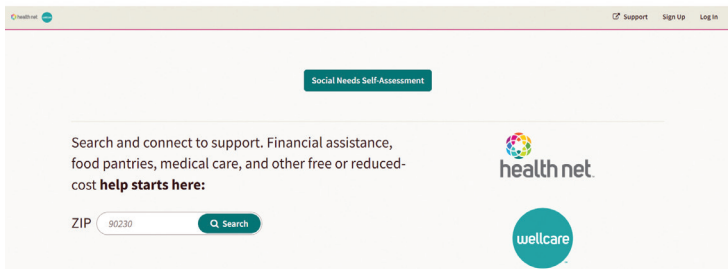 health net wellcare Support Sign Up Log In
Social Needs Self-Assessment
Search and connect to support. Financial assistance,
food pantries, medical care, and other free or reduced-
cost help starts here:
ZIP 90230 Search
health net
wellcare